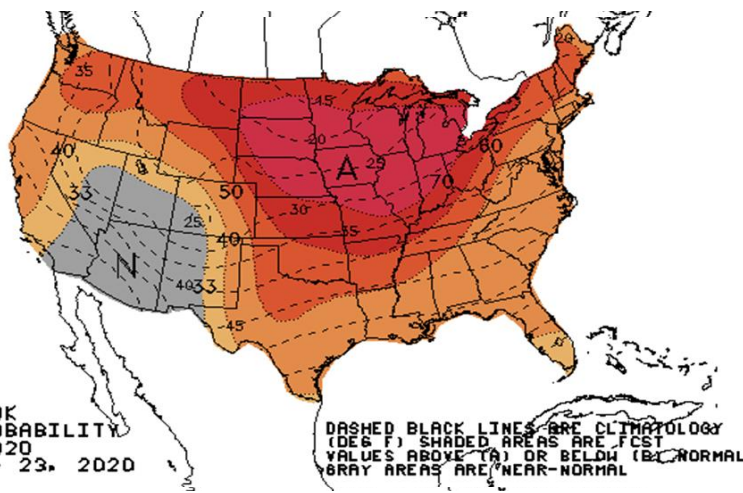 20
35
45
40
A
20
25
60
33
50
70
30
25
35
40
N
40
33
45
OK
OBABILITY
020
23, 2020
DASHED BLACK LINES ARE CLIMATOLOGY
(DEG F) SHADED AREAS ARE FCST
VALUES ABOVE (A) OR BELOW (B) NORMAL
GRAY AREAS ARE NEAR-NORMAL